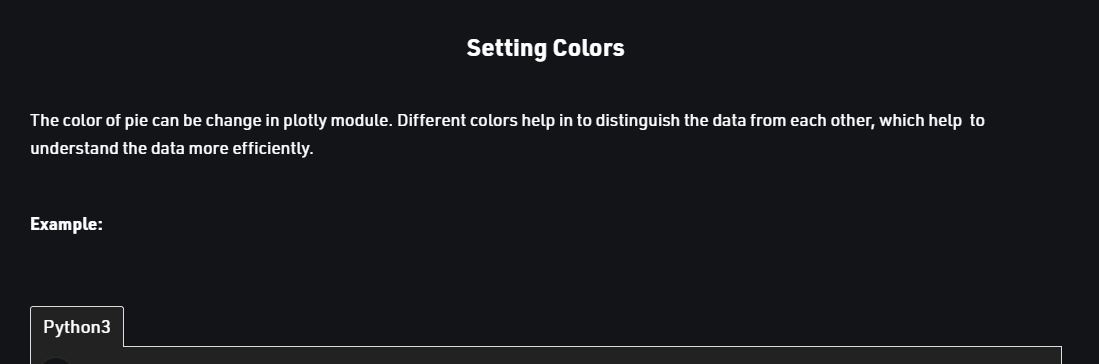 Setting Colors
The color of pie can be change in plotly module. Different colors help in to distinguish the data from each other, which help  to
understand the data more efficiently.
Example:
Python3